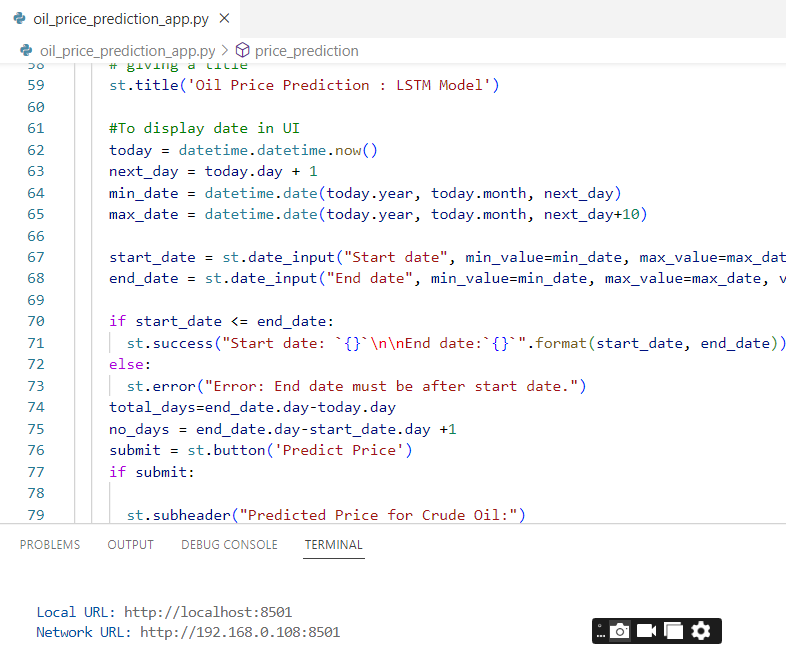 oil_price_prediction_app.py ×
oil_price_prediction_app.py > price_prediction
58 # giving a title
59 st.title('Oil Price Prediction : LSTM Model')
60
61 #To display date in UI
62 today = datetime.datetime.now()
63 next_day = today.day + 1
64 min_date = datetime.date(today.year, today.month, next_day)
65 max_date = datetime.date(today.year, today.month, next_day+10)
66
67 start_date = st.date_input("Start date", min_value=min_date, max_value=max_dat
68 end_date = st.date_input("End date", min_value=min_date, max_value=max_date, v
69
70 if start_date <= end_date:
71 st.success("Start date: `{}`\n\nEnd date:`{}`".format(start_date, end_date))
72 else:
73 st.error("Error: End date must be after start date.")
74 total_days=end_date.day-today.day
75 no_days = end_date.day-start_date.day +1
76 submit = st.button('Predict Price')
77 if submit:
78
79 st.subheader("Predicted Price for Crude Oil:")
PROBLEMS OUTPUT DEBUG CONSOLE TERMINAL
Local URL: http://localhost:8501
Network URL: http://192.168.0.108:8501